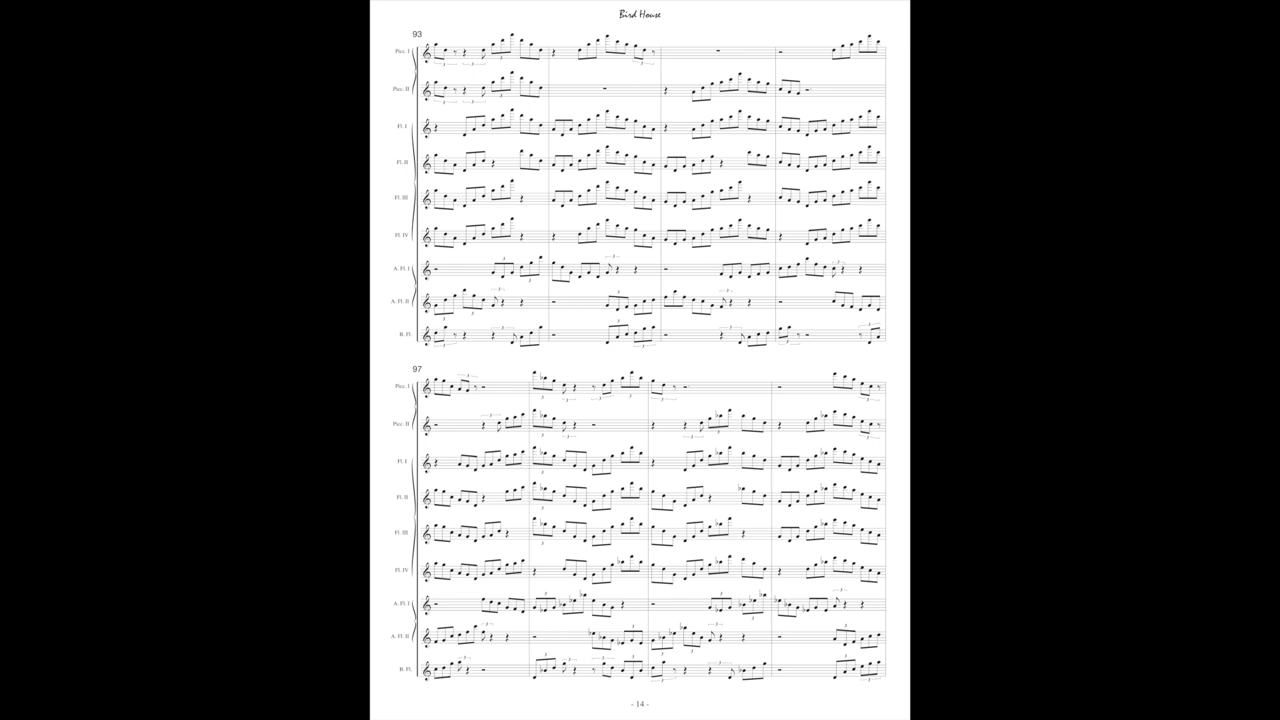 Bird House
93
Picc. I
Picc. II
Fl. I
Fl. II
Fl. III
Fl. IV
A. Fl. I
A. Fl. II
B. Fl.
97
Picc. I
Picc. II
Fl. I
Fl. II
Fl. III
Fl. IV
A. Fl. I
A. Fl. II
B. Fl.
- 14 -